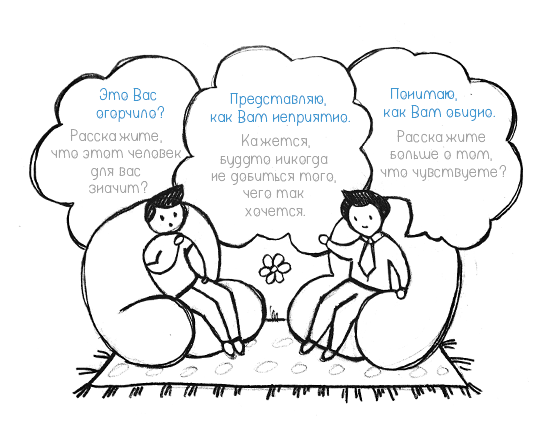 Это Вас
огорчило?
Расскажите,
что этот человек
для вас
значит?
Представляю,
как Вам неприятно.
Кажется,
буддто никогда
не добиться того,
чего так
хочется.
Понимаю,
как Вам обидно.
Расскажите
больше о том,
что чувствуете?